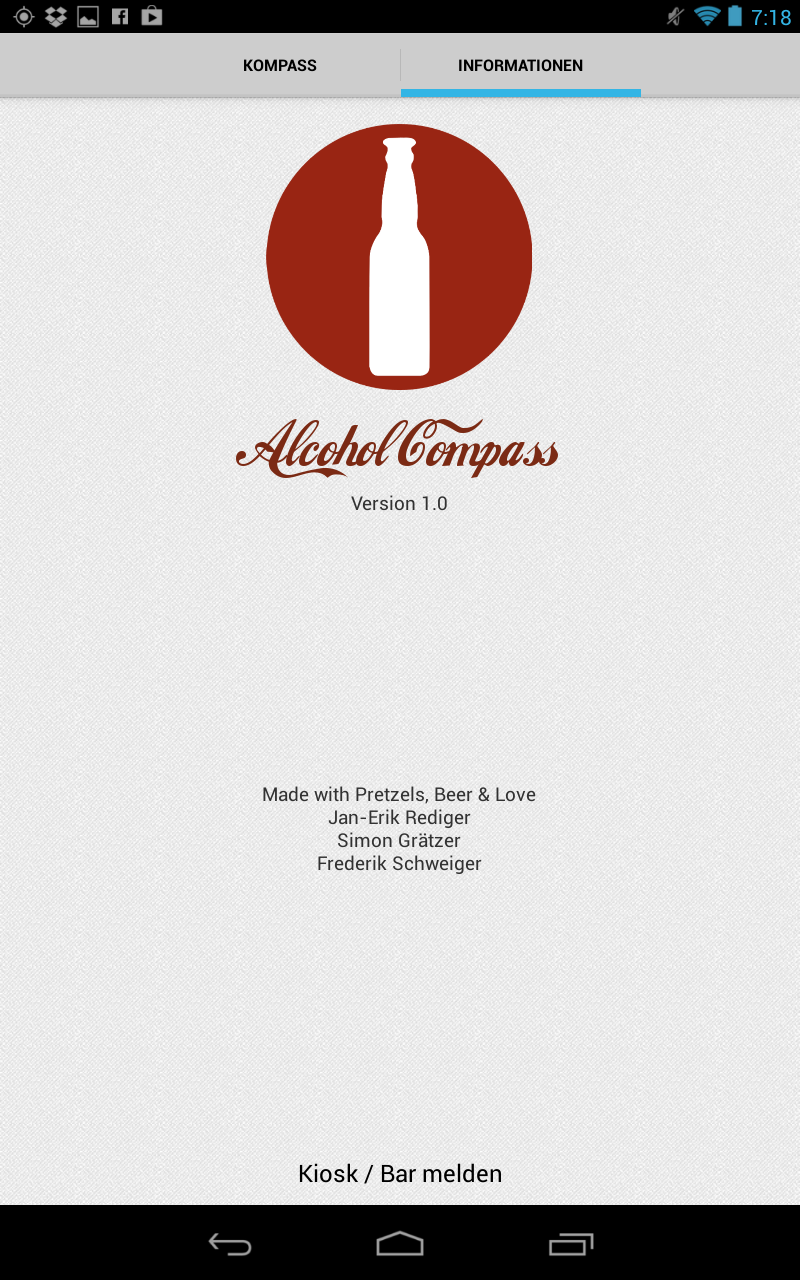 7:18
KOMPASS
INFORMATIONEN
Alcohol Compass
Version 1.0
Made with Pretzels, Beer & Love
Jan-Erik Rediger
Simon Grätzer
Frederik Schweiger
Kiosk / Bar melden